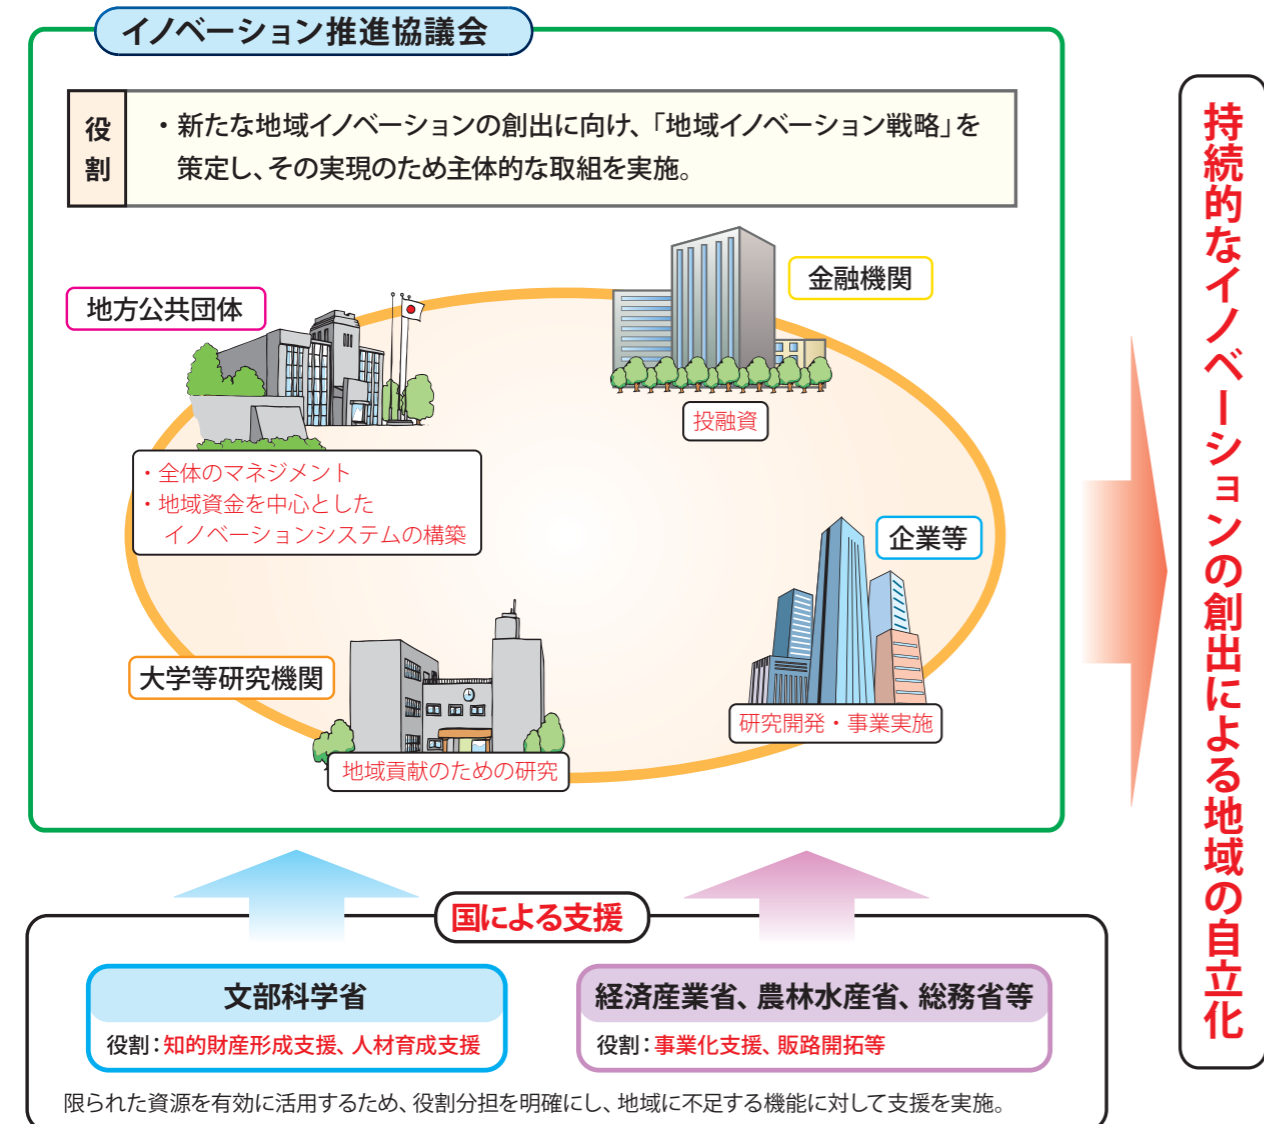 イノベーション推進協議会
役割
・新たな地域イノベーションの創出に向け、「地域イノベーション戦略」を
策定し、その実現のため主体的な取組を実施。
地方公共団体
・全体のマネジメント
・地域資金を中心とした
イノベーションシステムの構築
金融機関
投融資
企業等
研究開発・事業実施
大学等研究機関
地域貢献のための研究
持続的なイノベーションの創出による地域の自立化
国による支援
文部科学省
役割：知的財産形成支援、人材育成支援
経済産業省、農林水産省、総務省等
役割：事業化支援、販路開拓等
限られた資源を有効に活用するため、役割分担を明確にし、地域に不足する機能に対して支援を実施。